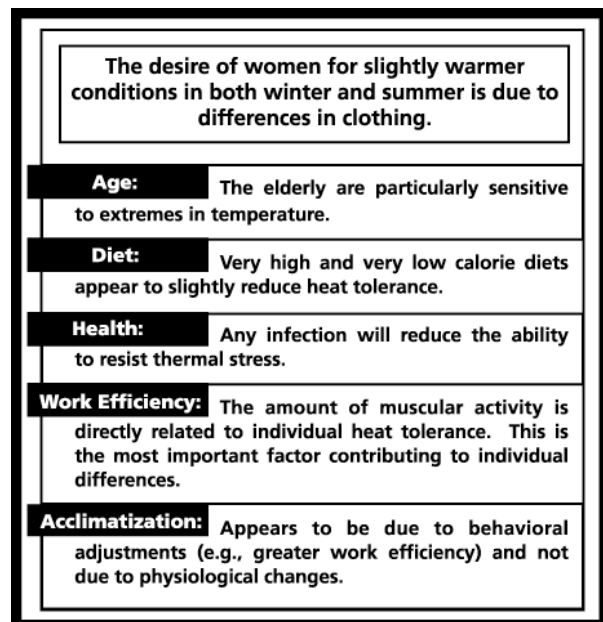 The desire of women for slightly warmer
conditions in both winter and summer is due to
differences in clothing.
Age: The elderly are particularly sensitive
to extremes in temperature.
Diet: Very high and very low calorie diets
appear to slightly reduce heat tolerance.
Health: Any infection will reduce the ability
to resist thermal stress.
Work Efficiency: The amount of muscular activity is
directly related to individual heat tolerance. This is
the most important factor contributing to individual
differences.
Acclimatization: Appears to be due to behavioral
adjustments (e.g., greater work efficiency) and not
due to physiological changes.